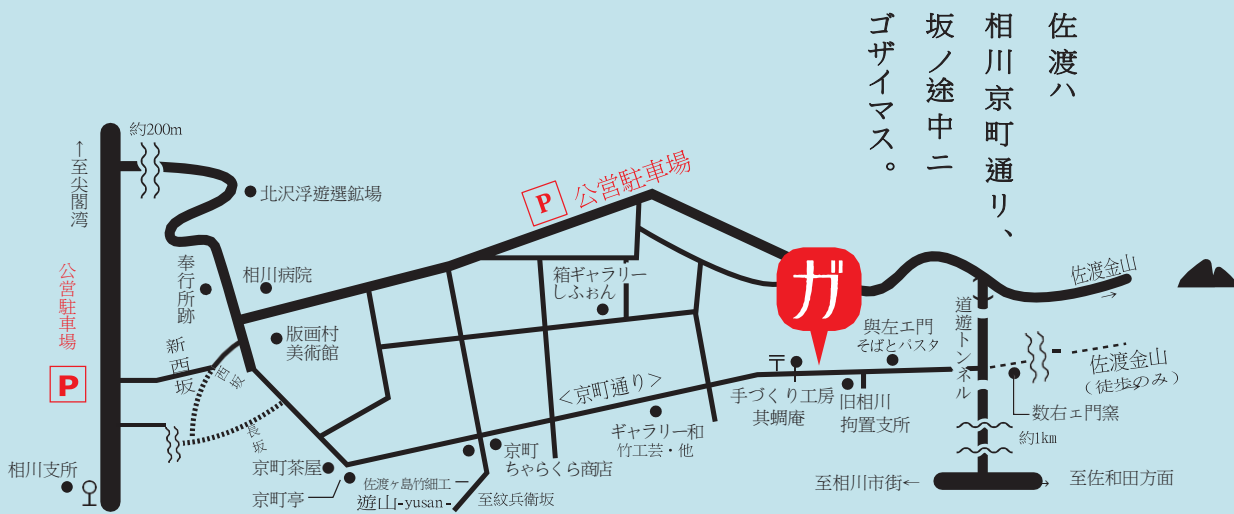 佐渡ハ
相川京町通リ、
坂ノ途中ニ
ゴザイマス。
約200m
↑至尖閣湾
北沢浮遊選鉱場
P 公営駐車場
公営駐車場
P
奉行所跡
相川病院
版画村
美術館
新西坂
西坂
長坂
箱ギャラリー
しふぉん
ガ
佐渡金山
→
道遊トンネル
與左エ門
そばとパスタ
佐渡金山
(徒歩のみ)
→
数右ェ門窯
約1km
<京町通り>
〒
手づくり工房
其蜩庵
旧相川
拘置支所
ギャラリー和
竹工芸・他
京町
ちゃらくら商店
京町茶屋
京町亭
佐渡ヶ島竹細工
遊山-yusan-
至紋兵衛坂
相川支所
至相川市街←
→
至佐和田方面